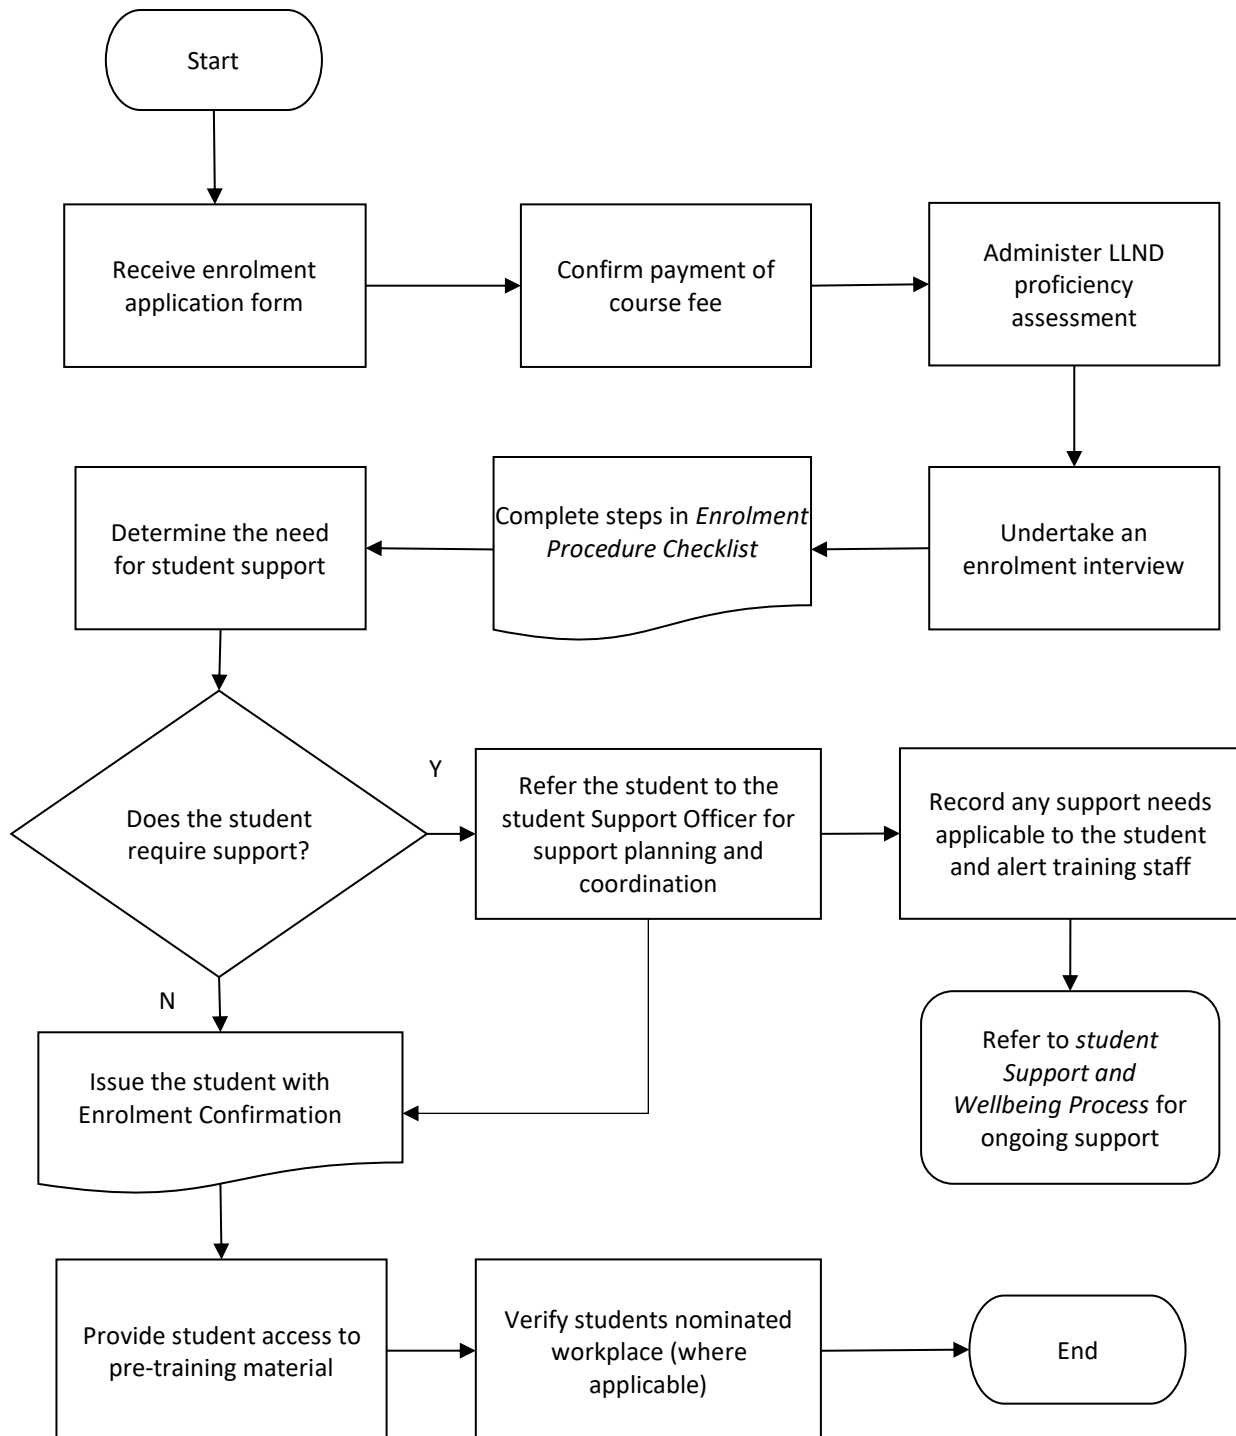 Start
Receive enrolment
application form
Confirm payment of
course fee
Administer LLND
proficiency
assessment
Determine the need
for student support
Complete steps in Enrolment
Procedure Checklist
Undertake an
enrolment interview
Does the student
require support?
Y
N
Refer the student to the
student Support Officer for
support planning and
coordination
Record any support needs
applicable to the student
and alert training staff
Issue the student with
Enrolment Confirmation
Refer to student
Support and
Wellbeing Process for
ongoing support
Provide student access to
pre-training material
Verify students nominated
workplace (where
applicable)
End